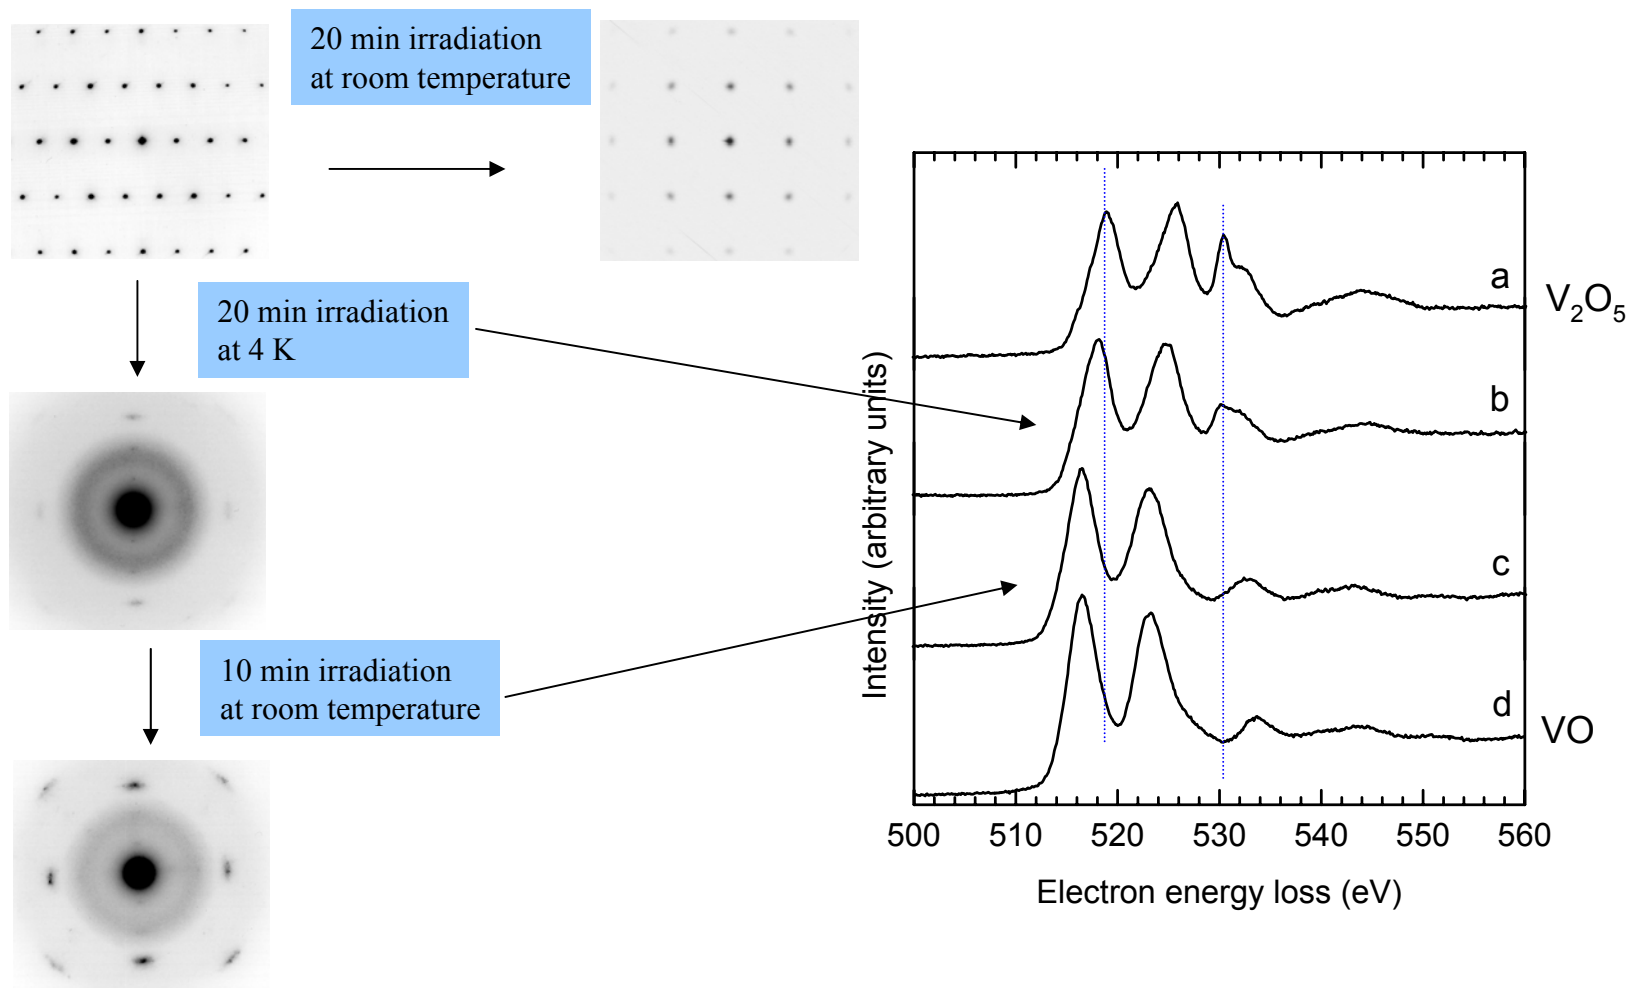 20 min irradiation
at room temperature
20 min irradiation
at 4 K
10 min irradiation
at room temperature
a
V₂O₅
b
c
d
VO
Intensity (arbitrary units)
500 510 520 530 540 550 560
Electron energy loss (eV)